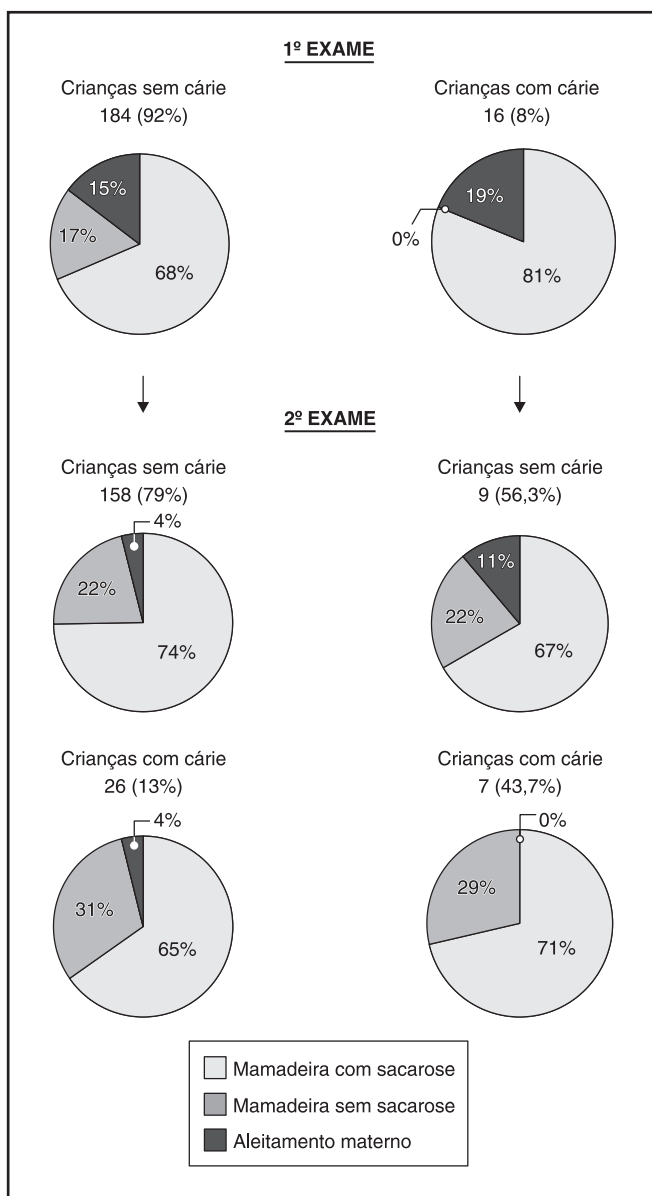 1º EXAME
Crianças sem cárie
184 (92%)
15%
17%
68%
Crianças com cárie
16 (8%)
19%
0%
81%
2º EXAME
Crianças sem cárie
158 (79%)
4%
22%
74%
Crianças sem cárie
9 (56,3%)
11%
22%
67%
Crianças com cárie
26 (13%)
4%
31%
65%
Crianças com cárie
7 (43,7%)
0%
29%
71%
Mamadeira com sacarose
Mamadeira sem sacarose
Aleitamento materno